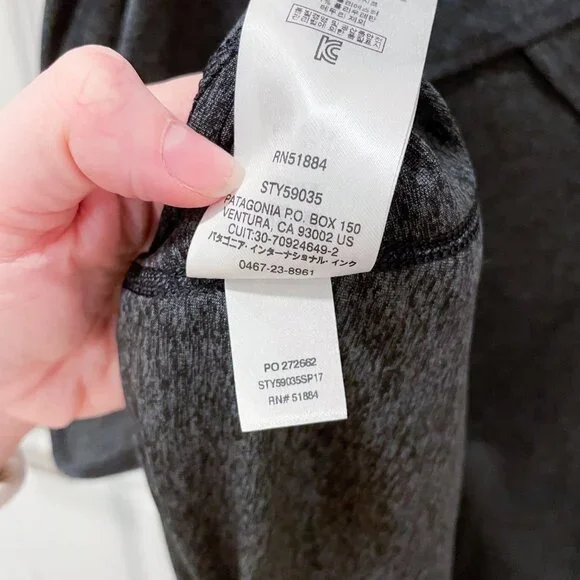 RN51884
STY59035
PATAGONIA P.O. BOX 150
VENTURA, CA 93002 US
CUIT:30-70924649-2
パタゴニア・インターナショナル・インク
0467-23-8961
PO 272662
STY59035SP17
RN# 51884